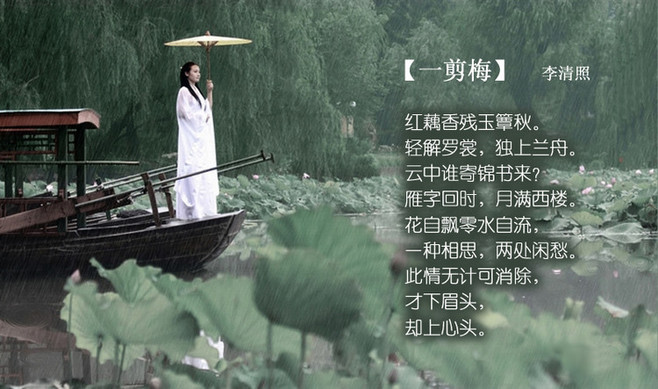 【一剪梅】 李清照
红藕香残玉簟秋。
轻解罗裳，独上兰舟。
云中谁寄锦书来？
雁字回时，月满西楼。
花自飘零水自流，
一种相思，两处闲愁。
此情无计可消除，
才下眉头，
却上心头。